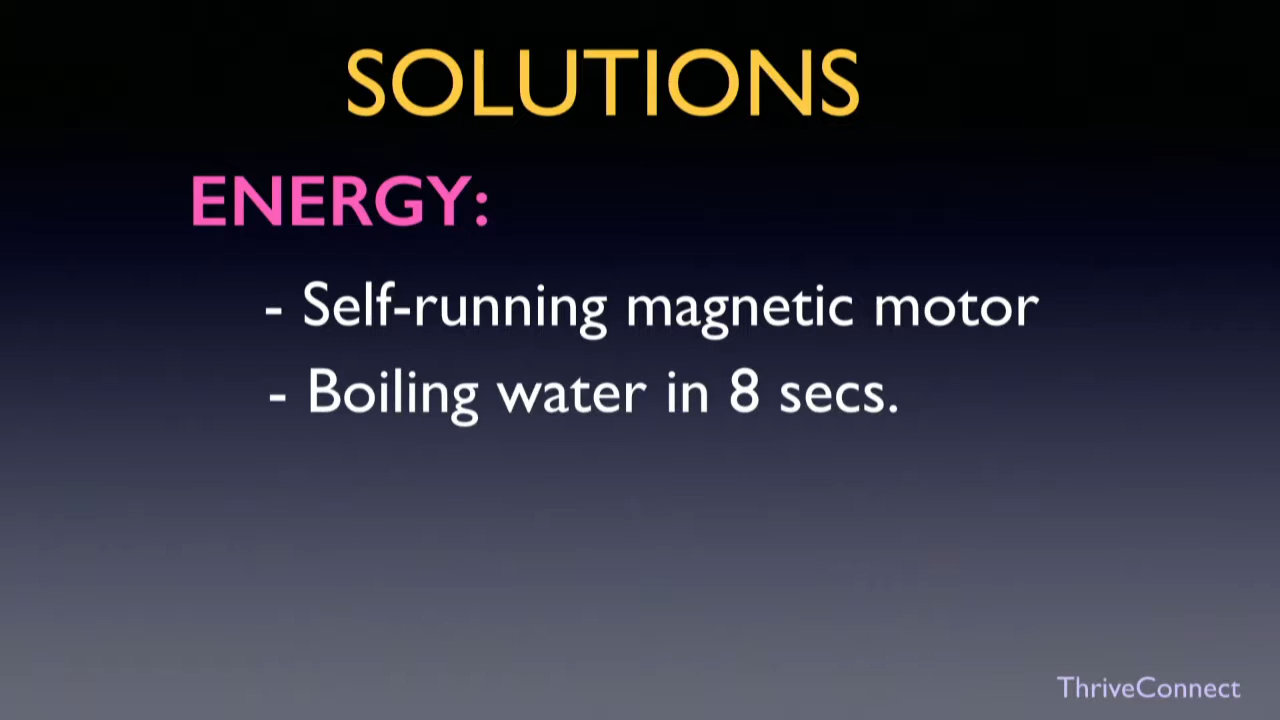 SOLUTIONS
ENERGY:
- Self-running magnetic motor
- Boiling water in 8 secs.
ThriveConnect